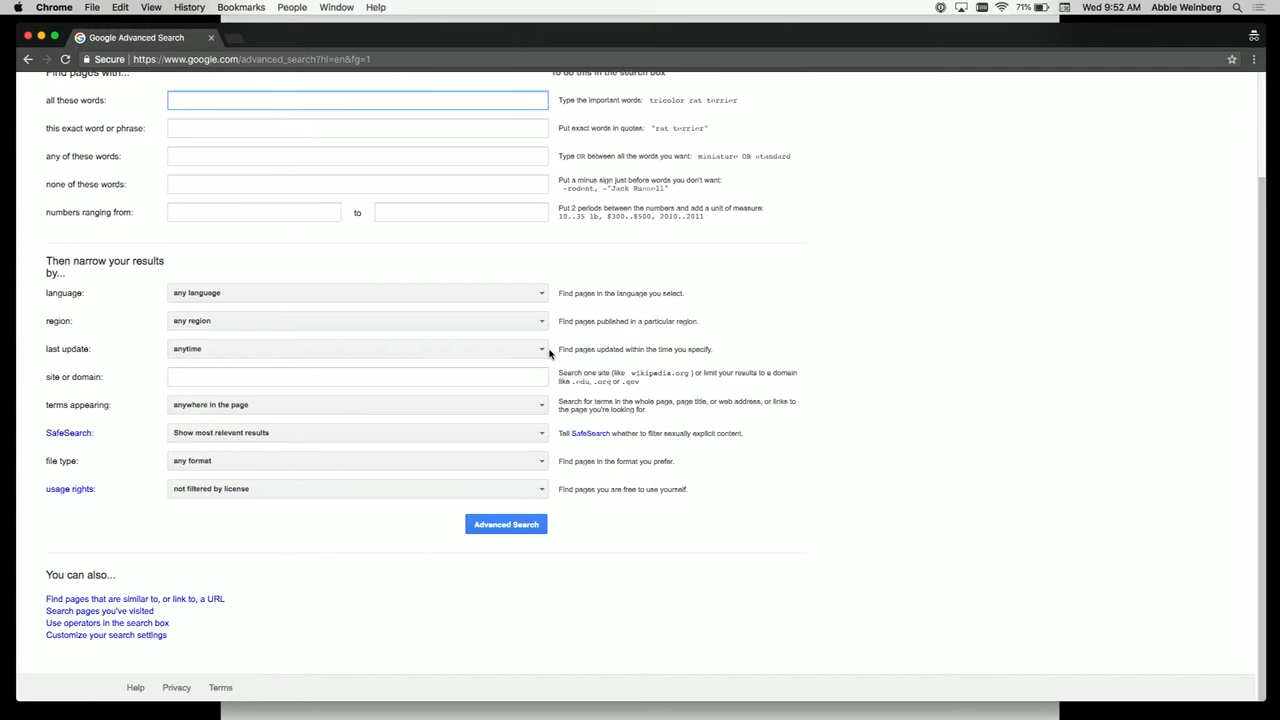 Chrome File Edit View History Bookmarks People Window Help 71% Wed 9:52 AM Abbie Weinberg
Google Advanced Search
Secure https://www.google.com/advanced_search?hl=en&fg=1
Find pages with... To do this in the search box
all these words: Type the important words: tricolor rat terrier
this exact word or phrase: Put exact words in quotes: "rat terrier"
any of these words: Type OR between all the words you want: miniature OR standard
none of these words: Put a minus sign just before words you don't want:
-rodent, -"Jack Russell"
numbers ranging from: to Put 2 periods between the numbers and add a unit of measure:
10..35 lb, $300..$500, 2010..2011
Then narrow your results
by...
language: any language Find pages in the language you select.
region: any region Find pages published in a particular region.
last update: anytime Find pages updated within the time you specify.
site or domain: Search one site (like wikipedia.org ) or limit your results to a domain
like .edu, .org or .gov
terms appearing: anywhere in the page Search for terms in the whole page, page title, or web address, or links to
the page you're looking for.
SafeSearch: Show most relevant results Tell SafeSearch whether to filter sexually explicit content.
file type: any format Find pages in the format you prefer.
usage rights: not filtered by license Find pages you are free to use yourself.
Advanced Search
You can also...
Find pages that are similar to, or link to, a URL
Search pages you've visited
Use operators in the search box
Customize your search settings
Help Privacy Terms